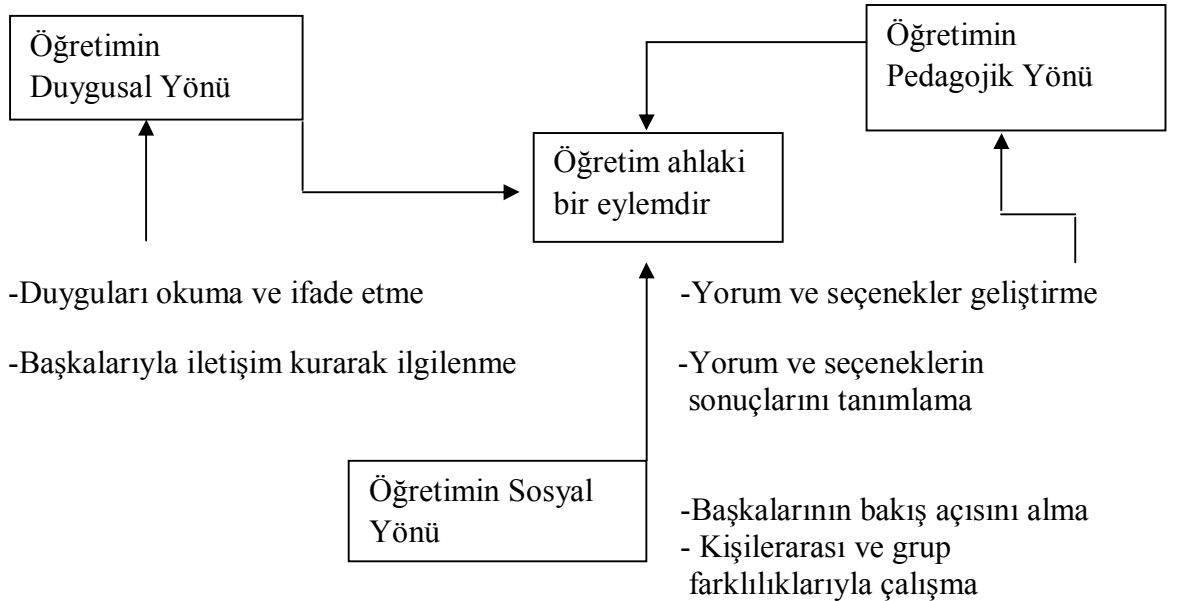 Öğretimin
Duygusal Yönü
Öğretimin
Pedagojik Yönü
Öğretim ahlaki
bir eylemdir
-Duyguları okuma ve ifade etme
-Başkalarıyla iletişim kurarak ilgilenme
-Yorum ve seçenekler geliştirme
-Yorum ve seçeneklerin
sonuçlarını tanımlama
Öğretimin Sosyal
Yönü
-Başkalarının bakış açısını alma
- Kişilerarası ve grup
farklılıklarıyla çalışma